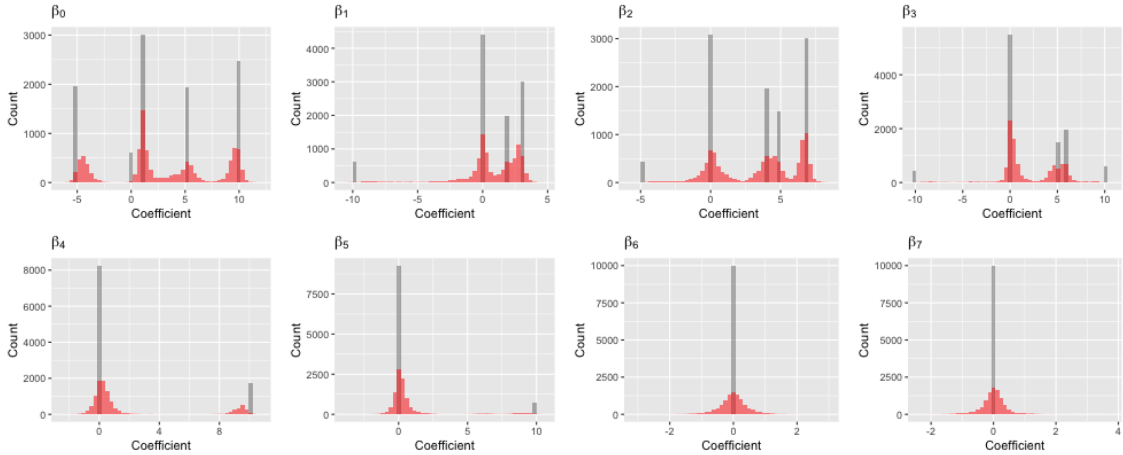 β0
3000
2000
1000
0
Count
-5 0 5 10
Coefficient
β1
4000
3000
2000
1000
0
Count
-10 -5 0 5
Coefficient
β2
3000
2000
1000
0
Count
-5 0 5
Coefficient
β3
4000
2000
0
Count
-10 -5 0 5 10
Coefficient
β4
8000
6000
4000
2000
0
Count
0 8
Coefficient
β5
7500
5000
2500
0
Count
0 5 10
Coefficient
β6
10000
7500
5000
2500
0
Count
-2 0 2
Coefficient
β7
10000
7500
5000
2500
0
Count
-2 0 2 4
Coefficient